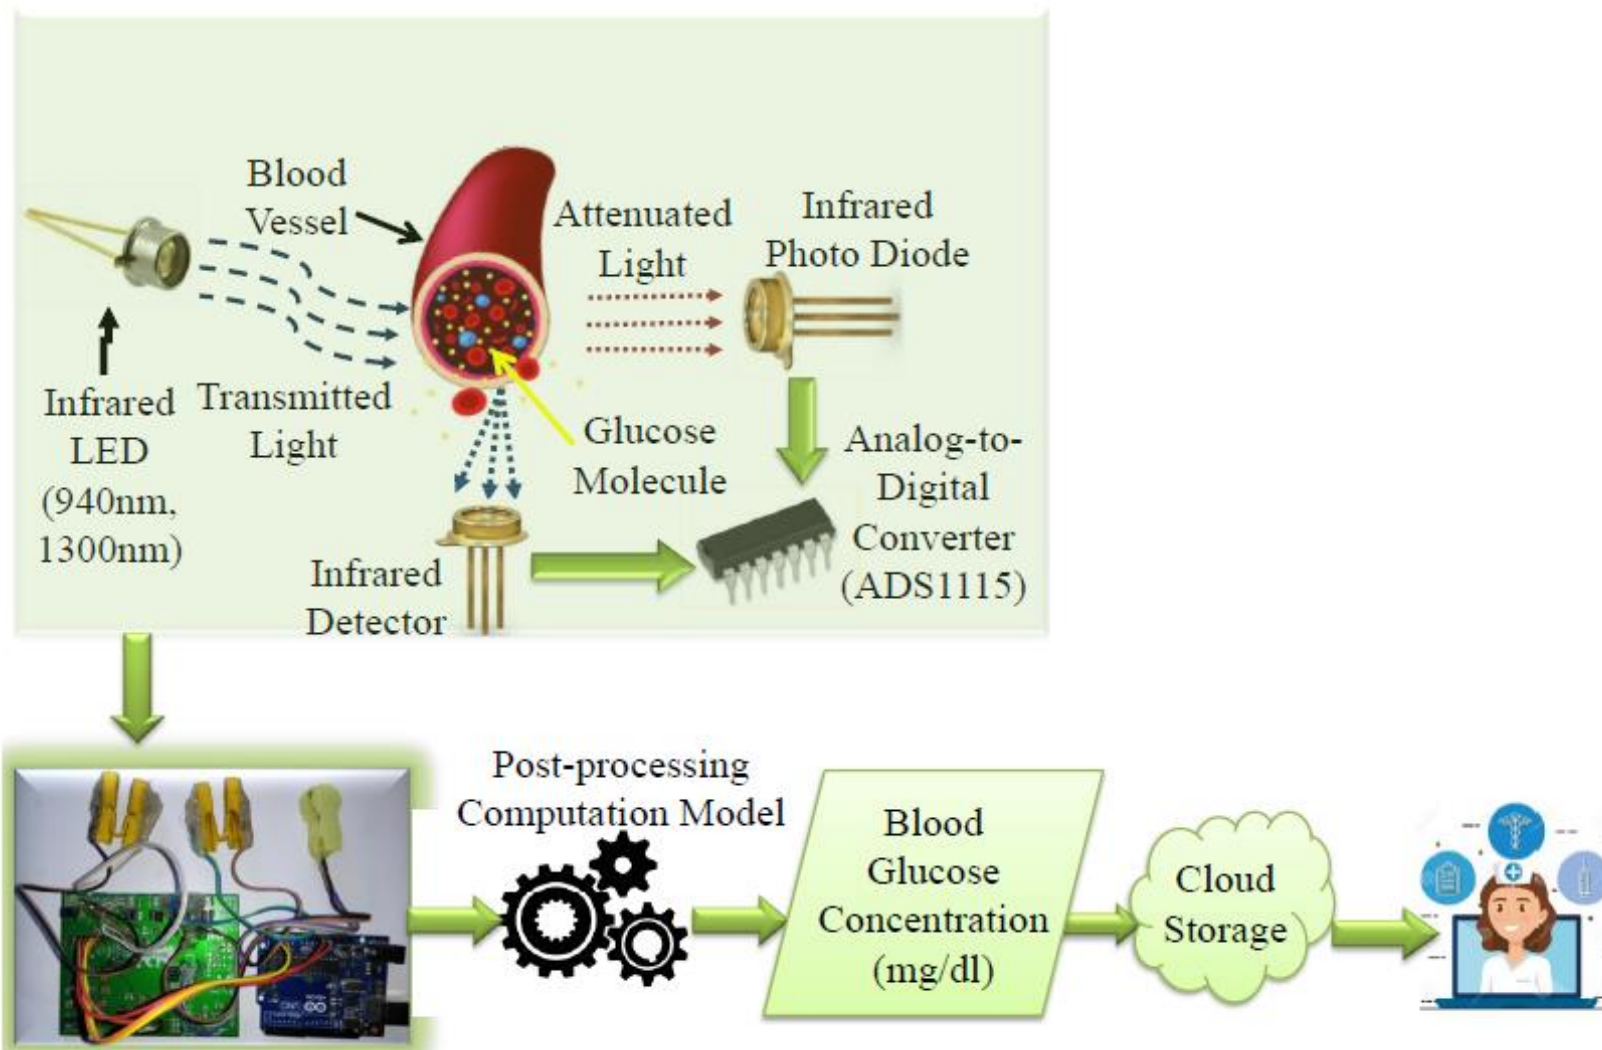 Blood
Vessel
Attenuated
Light
Infrared
Photo Diode
Infrared
LED
(940nm,
1300nm)
Transmitted
Light
Glucose
Molecule
Analog-to-
Digital
Converter
(ADS1115)
Infrared
Detector
Post-processing
Computation Model
Blood
Glucose
Concentration
(mg/dl)
Cloud
Storage
UNO